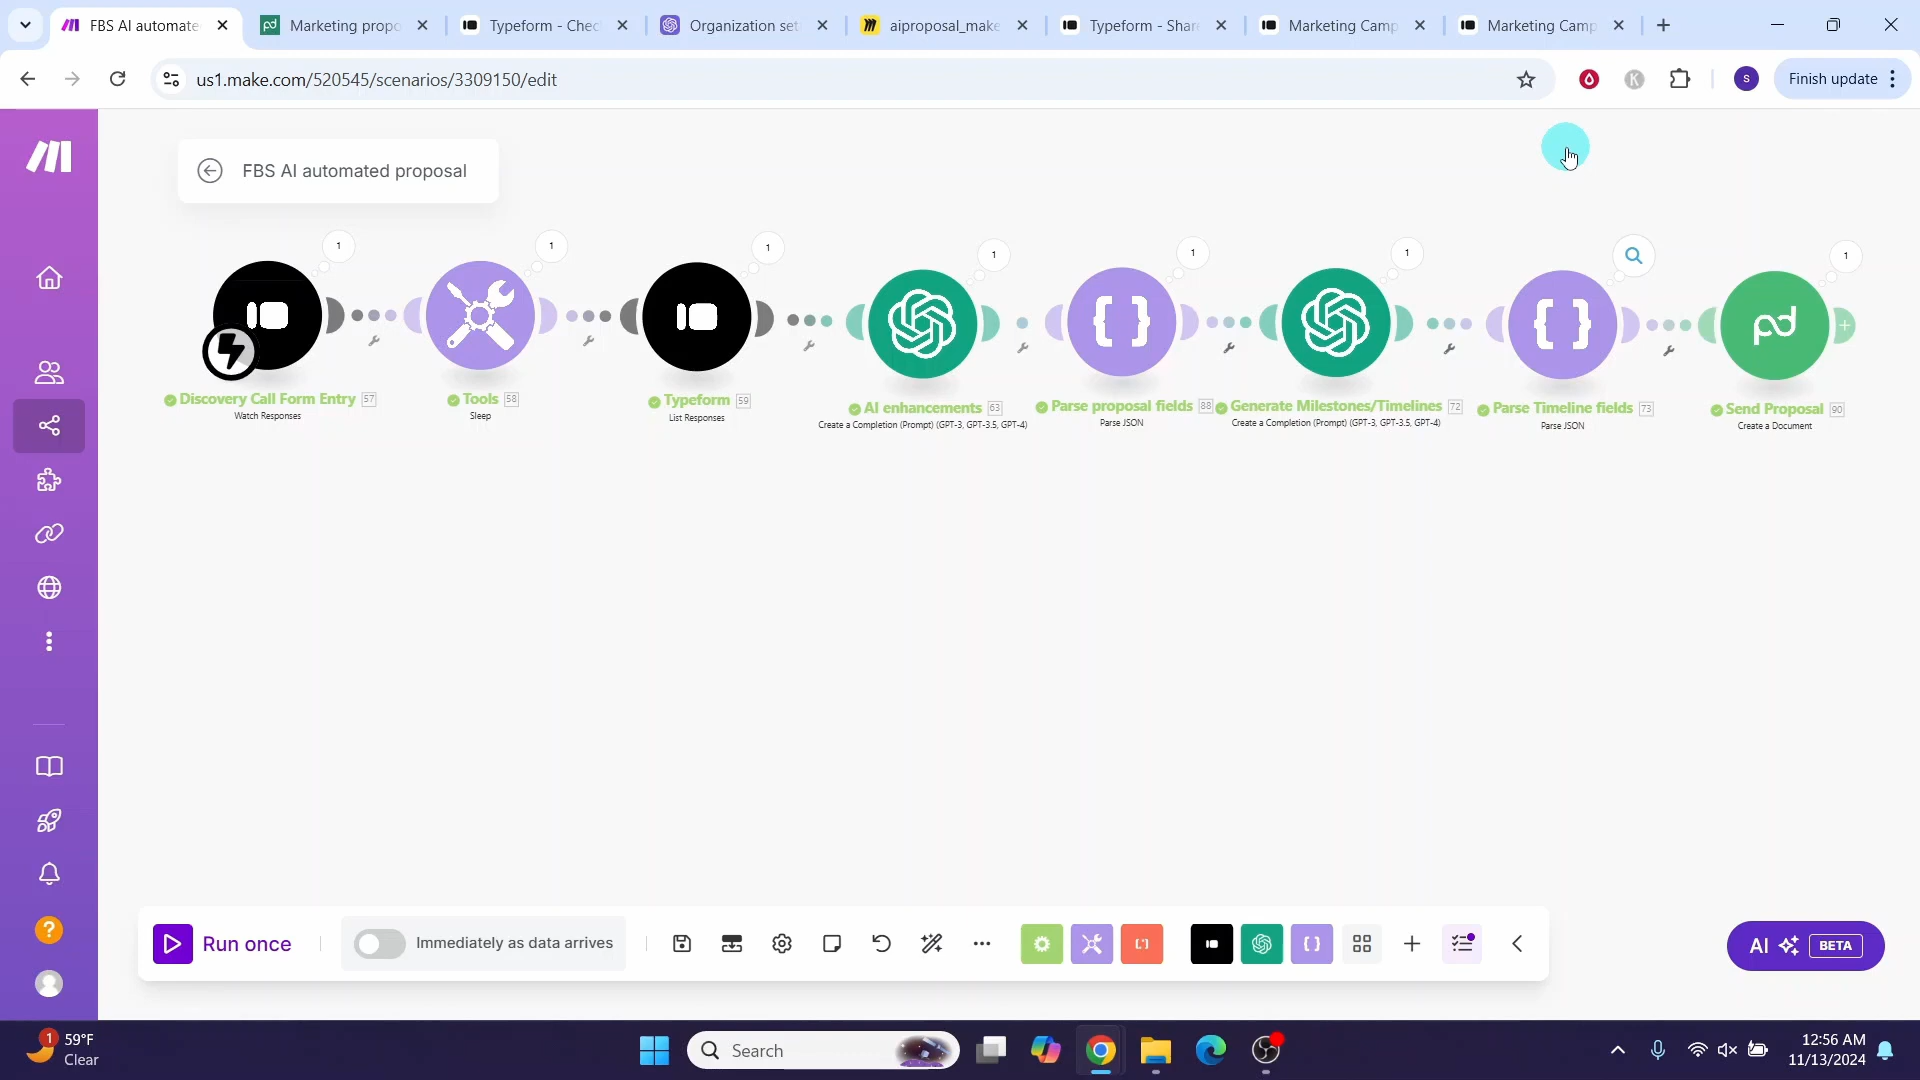 FBS AI automate
Marketing propo
Typeform - Chec
Organization set
aiproposal_make
Typeform - Shar
Marketing Camp
Marketing Camp
us1.make.com/520545/scenarios/3309150/edit
K
S
Finish update
FBS AI automated proposal
1
1
1
1
1
1
1
pd
Discovery Call Form Entry 57
Watch Responses
Tools 58
Sleep
Typeform 59
List Responses
AI enhancements 63
Create a Completion (Prompt) (GPT-3, GPT-3.5, GPT-4)
Parse proposal fields 88
Parse JSON
Generate Milestones/Timelines 72
Create a Completion (Prompt) (GPT-3, GPT-3.5, GPT-4)
Parse Timeline fields 73
Parse JSON
Send Proposal 90
Create a Document
Run once
Immediately as data arrives
AI BETA
1
59°F
Clear
Search
12:56 AM
11/13/2024